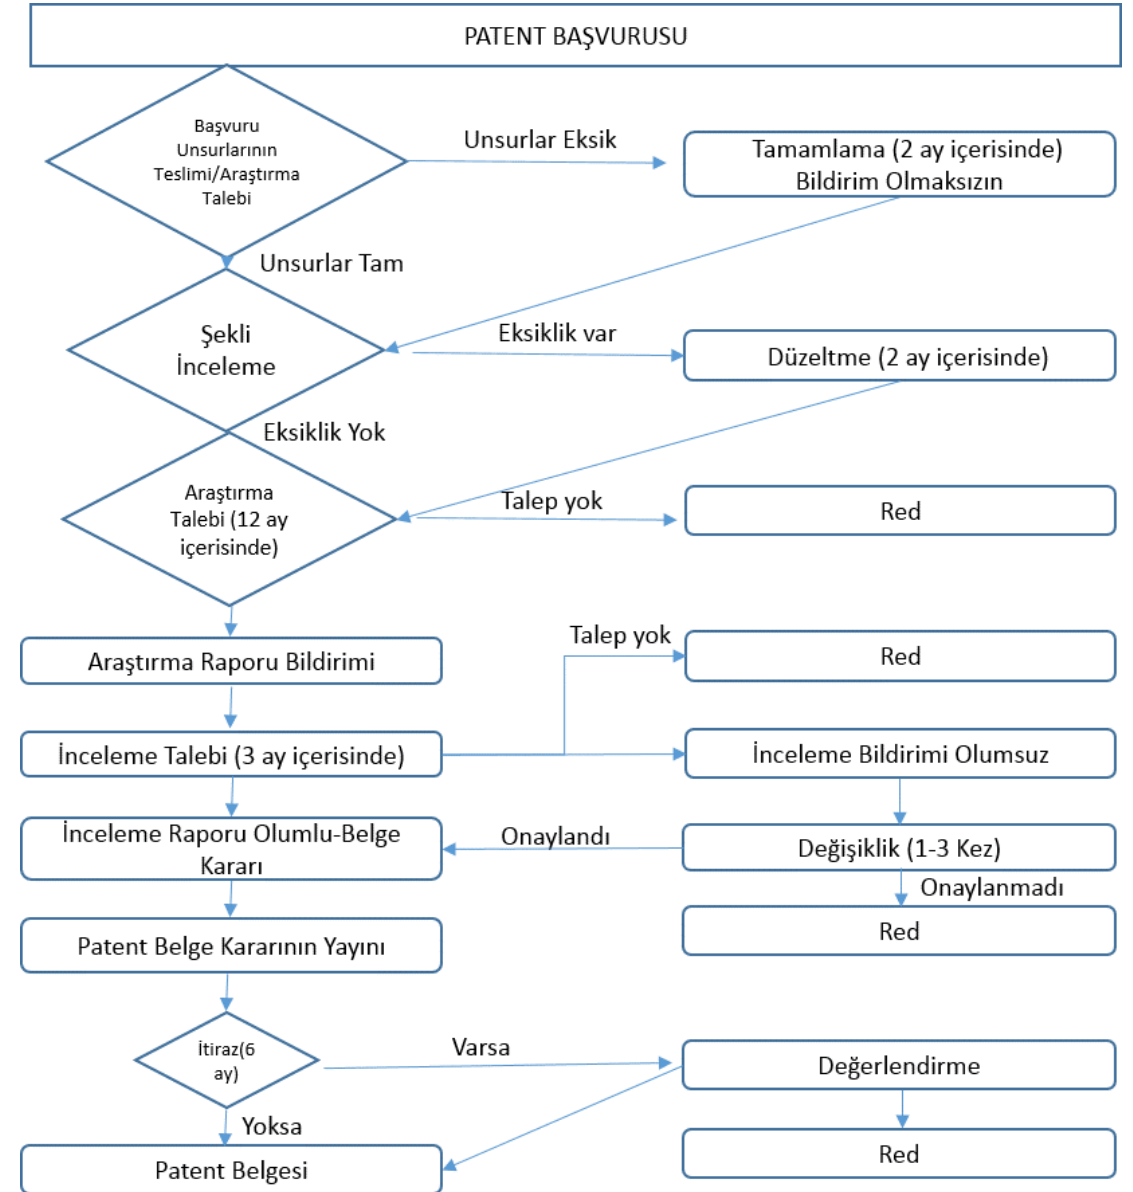 PATENT BAŞVURUSU
Başvuru
Unsurlarının
Teslimi/Araştırma
Talebi
Unsurlar Eksik
Tamamlama (2 ay içerisinde)
Bildirim Olmaksızın
Unsurlar Tam
Şekli
İnceleme
Eksiklik var
Düzeltme (2 ay içerisinde)
Eksiklik Yok
Araştırma
Talebi (12 ay
içerisinde)
Talep yok
Red
Araştırma Raporu Bildirimi
Talep yok
Red
İnceleme Talebi (3 ay içerisinde)
İnceleme Bildirimi Olumsuz
İnceleme Raporu Olumlu-Belge
Kararı
Onaylandı
Değişiklik (1-3 Kez)
Onaylanmadı
Red
Patent Belge Kararının Yayını
İtiraz(6
ay)
Varsa
Değerlendirme
Yoksa
Patent Belgesi
Red